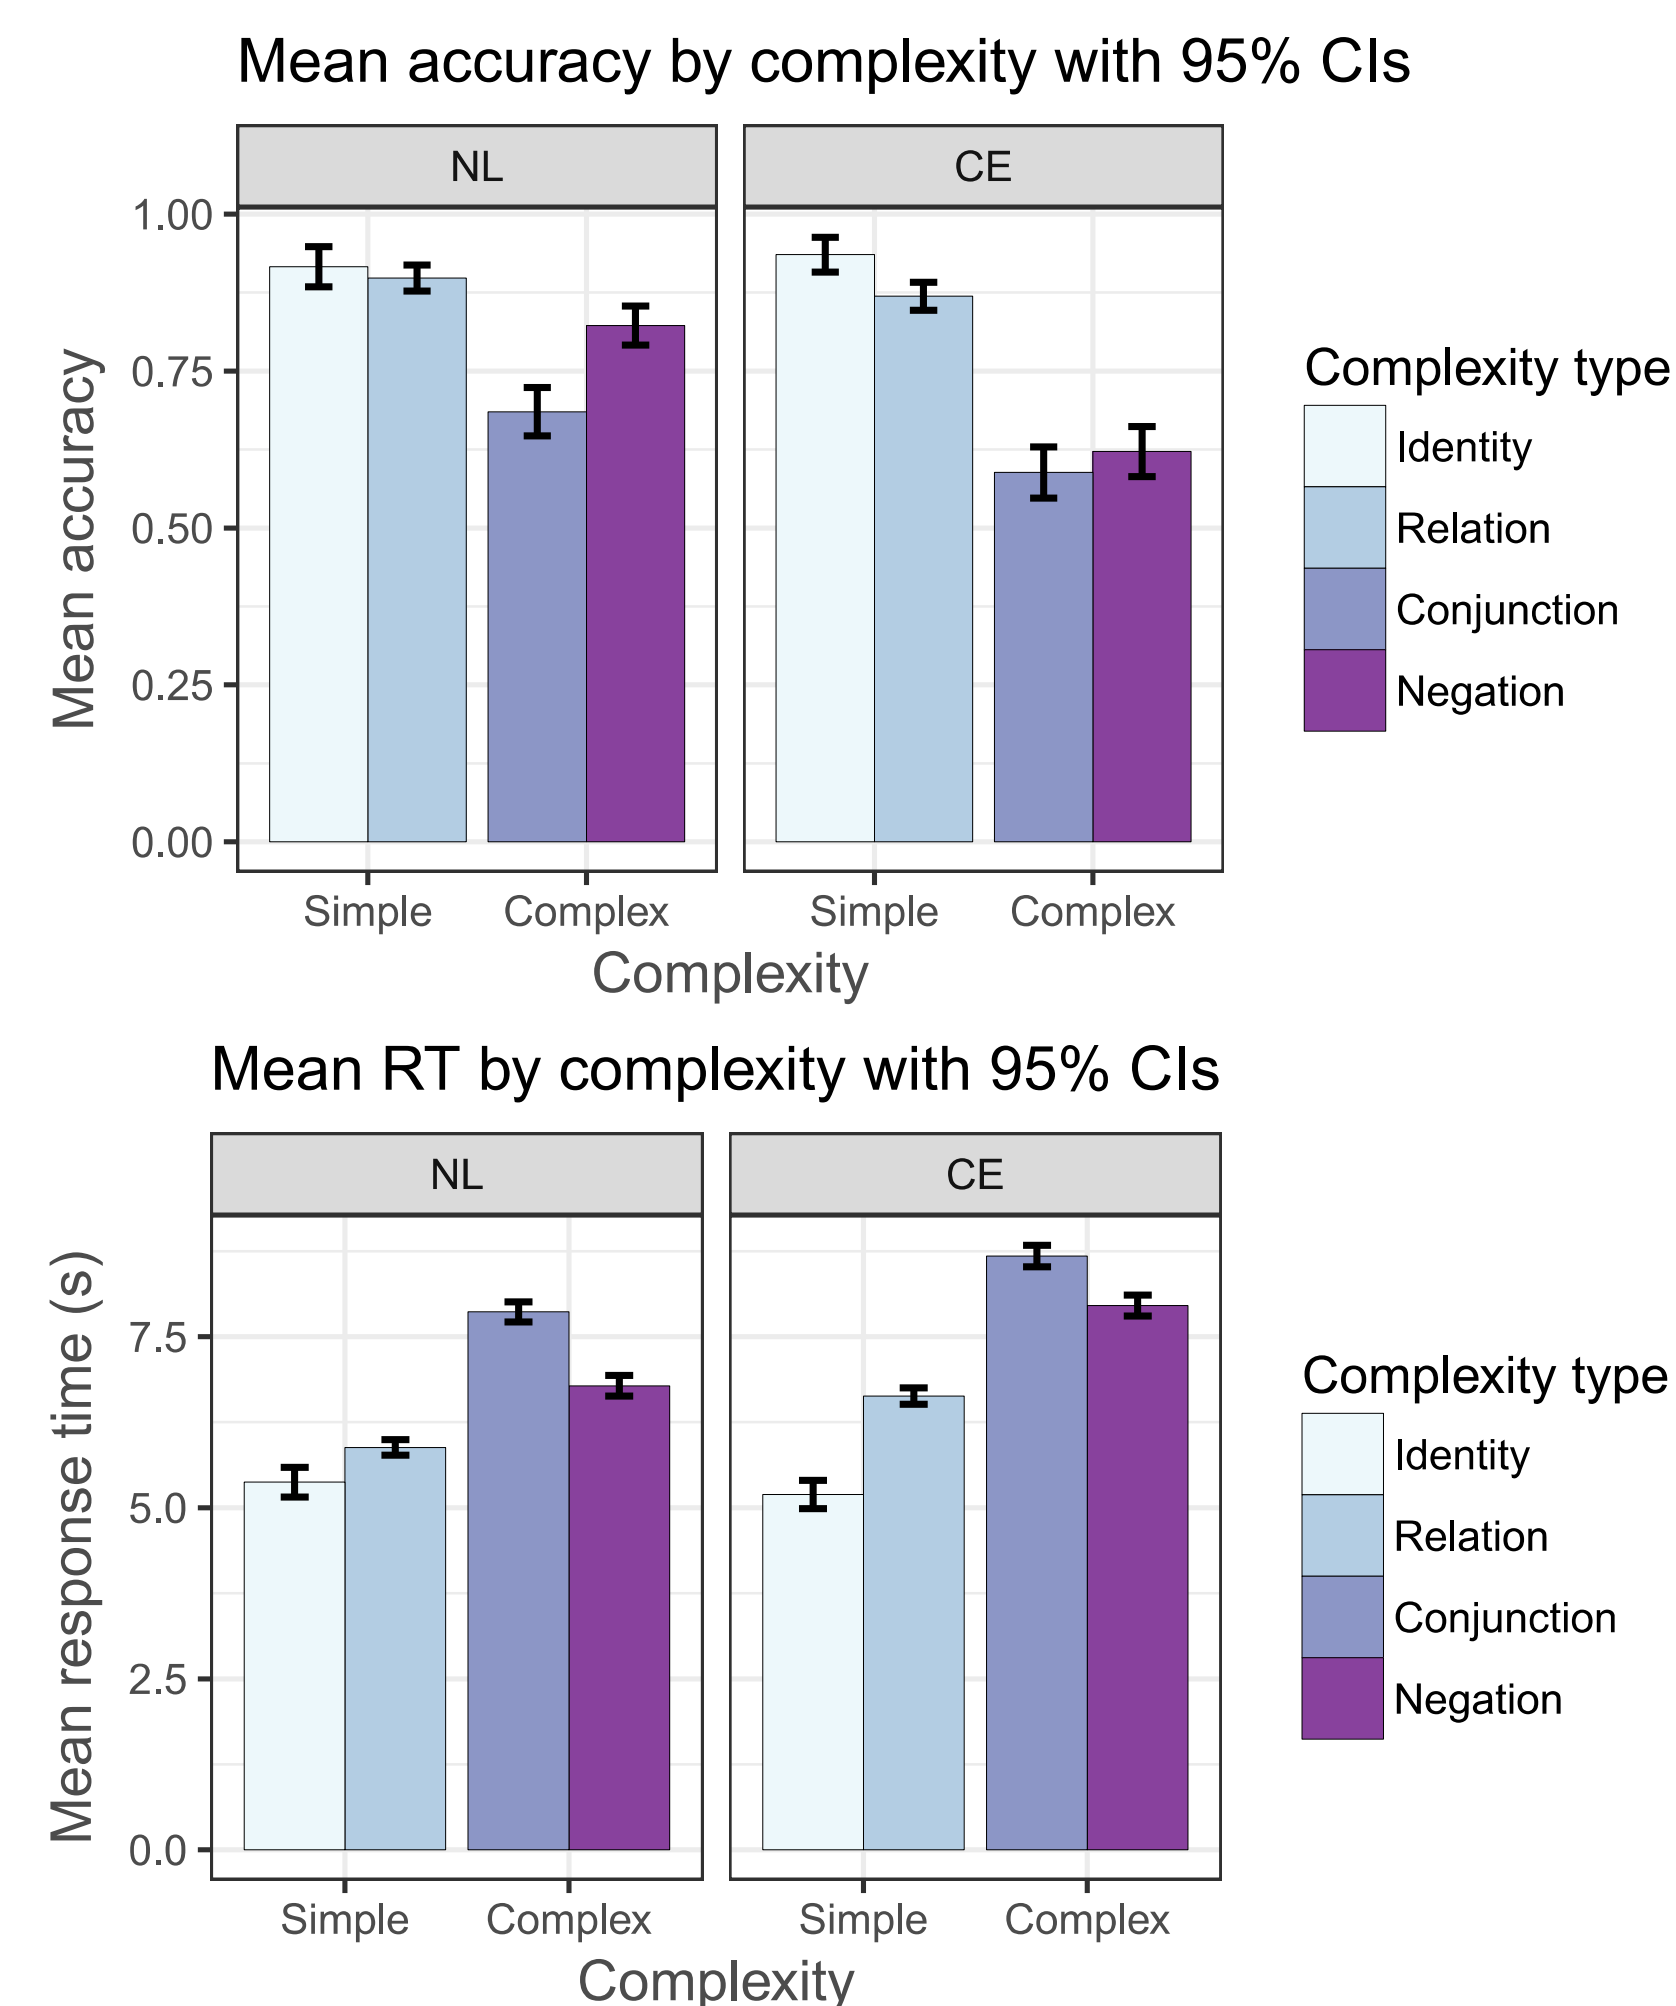 Mean accuracy by complexity with 95% CIs
NL
CE
1.00
0.75
0.50
0.25
0.00
Mean accuracy
Simple
Complex
Simple
Complex
Complexity
Complexity type
Identity
Relation
Conjunction
Negation
Mean RT by complexity with 95% CIs
NL
CE
7.5
5.0
2.5
0.0
Mean response time (s)
Simple
Complex
Simple
Complex
Complexity
Complexity type
Identity
Relation
Conjunction
Negation